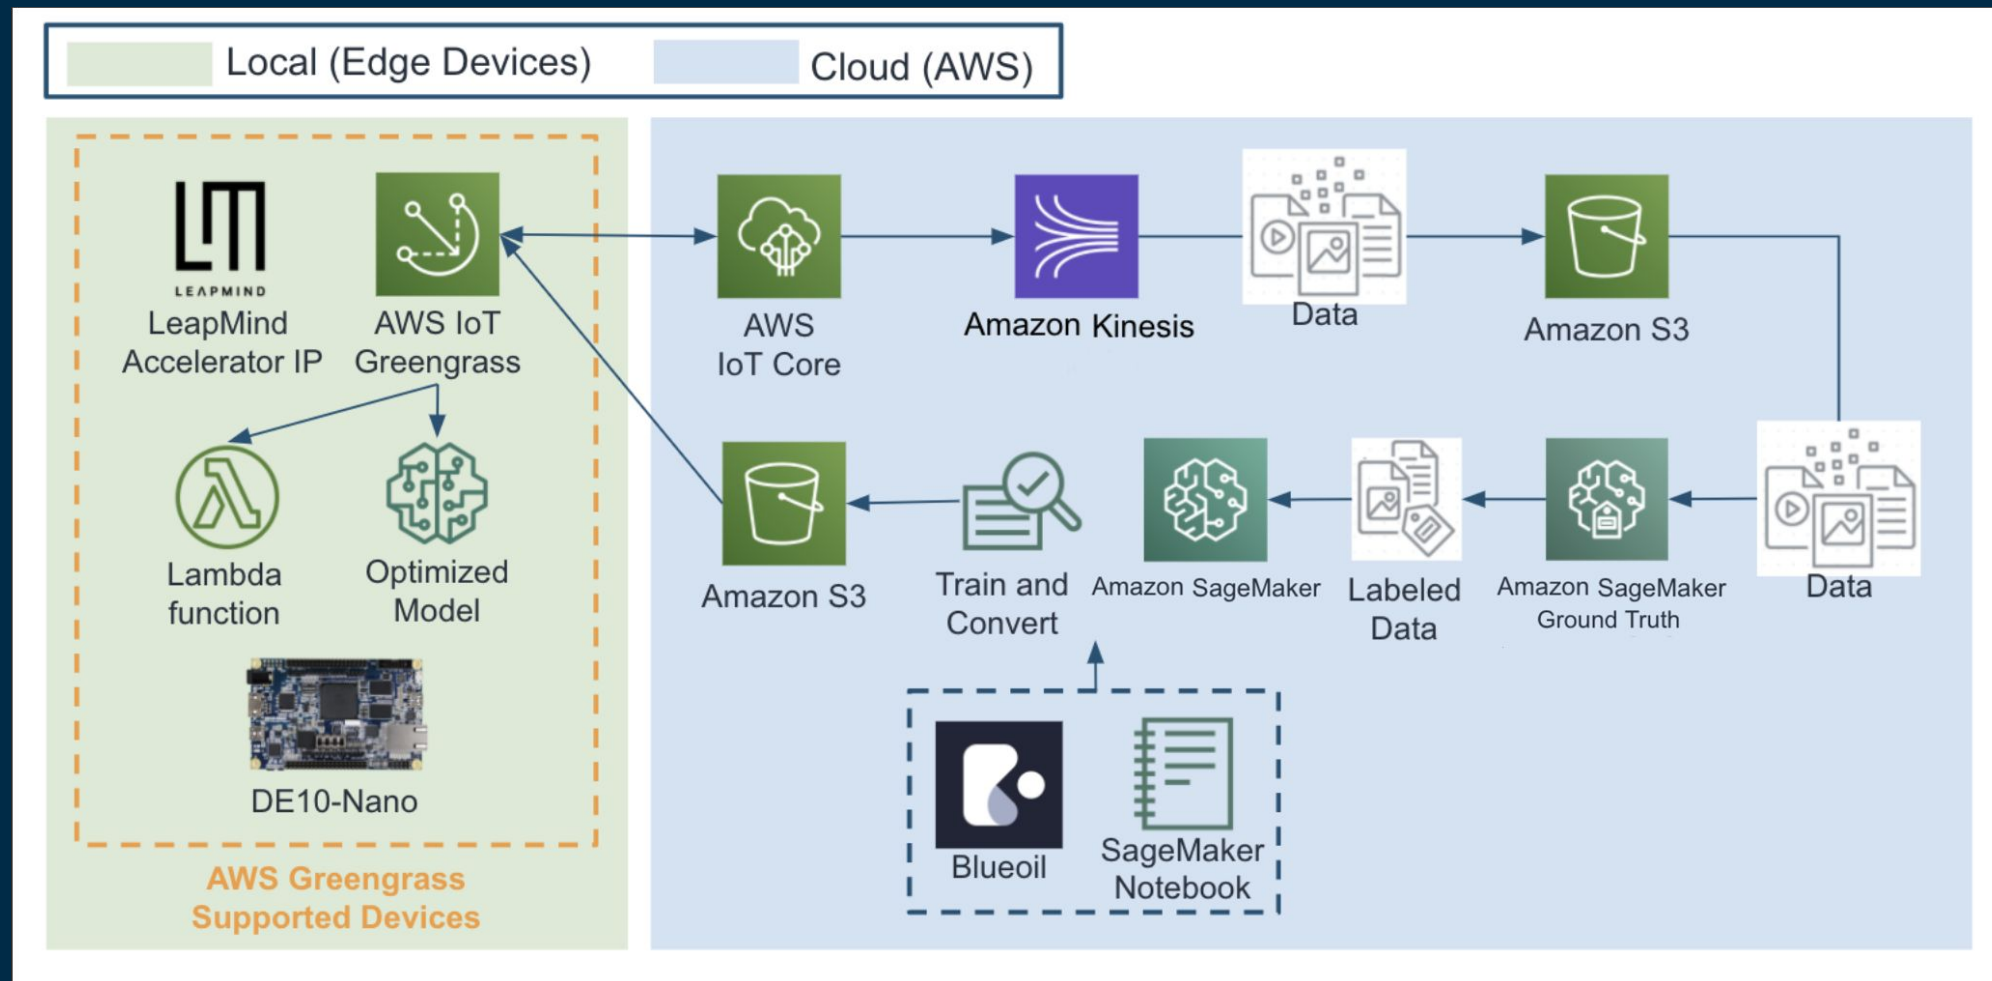 Local (Edge Devices)
Cloud (AWS)
LEAPMIND
LeapMind
Accelerator IP
AWS IoT
Greengrass
Lambda
function
Optimized
Model
DE10-Nano
AWS Greengrass
Supported Devices
AWS
IoT Core
Amazon Kinesis
Data
Amazon S3
Data
Amazon SageMaker
Ground Truth
Labeled
Data
Amazon SageMaker
Train and
Convert
Amazon S3
Blueoil
SageMaker
Notebook